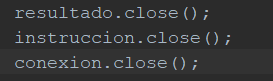 resultado.close();
instruccion.close();
conexion.close();